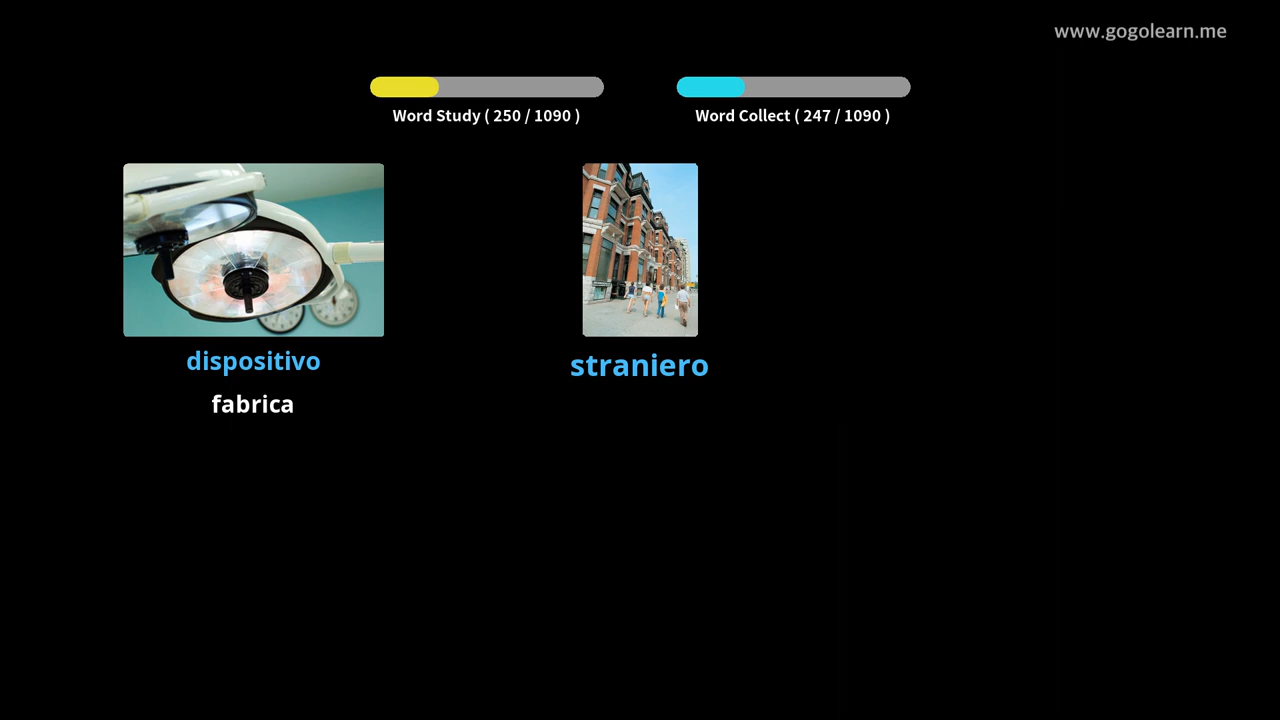 www.gogolearn.me
Word Study ( 250 / 1090 )
Word Collect ( 247 / 1090 )
dispositivo
fabrica
straniero